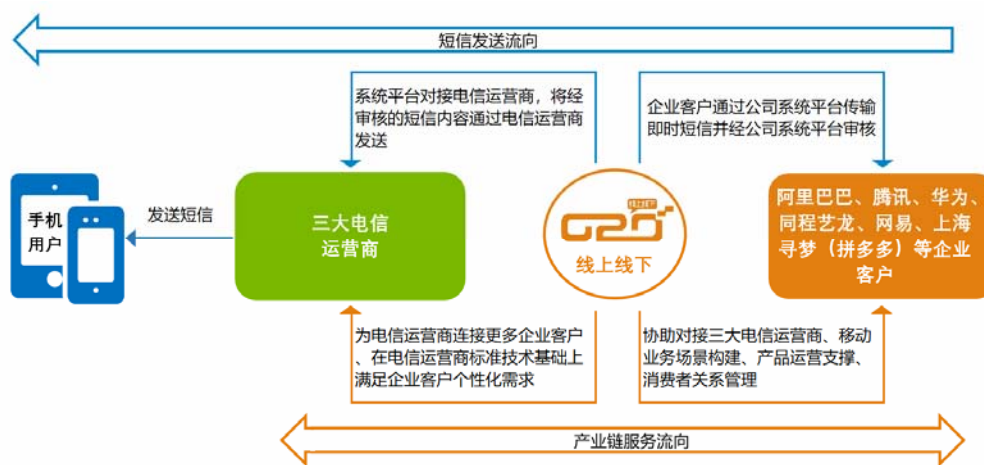 短信发送流向
系统平台对接电信运营商，将经
审核的短信内容通过电信运营商
发送
企业客户通过公司系统平台传输
即时短信并经公司系统平台审核
手机
用户
发送短信
三大电信
运营商
线上线下
O2O
线上线下
阿里巴巴、腾讯、华为、
同程艺龙、网易、上海
寻梦（拼多多）等企业
客户
为电信运营商连接更多企业客户
、在电信运营商标准技术基础上
满足企业客户个性化需求
协助对接三大电信运营商、移动
业务场景构建、产品运营支撑、
消费者关系管理
产业链服务流向